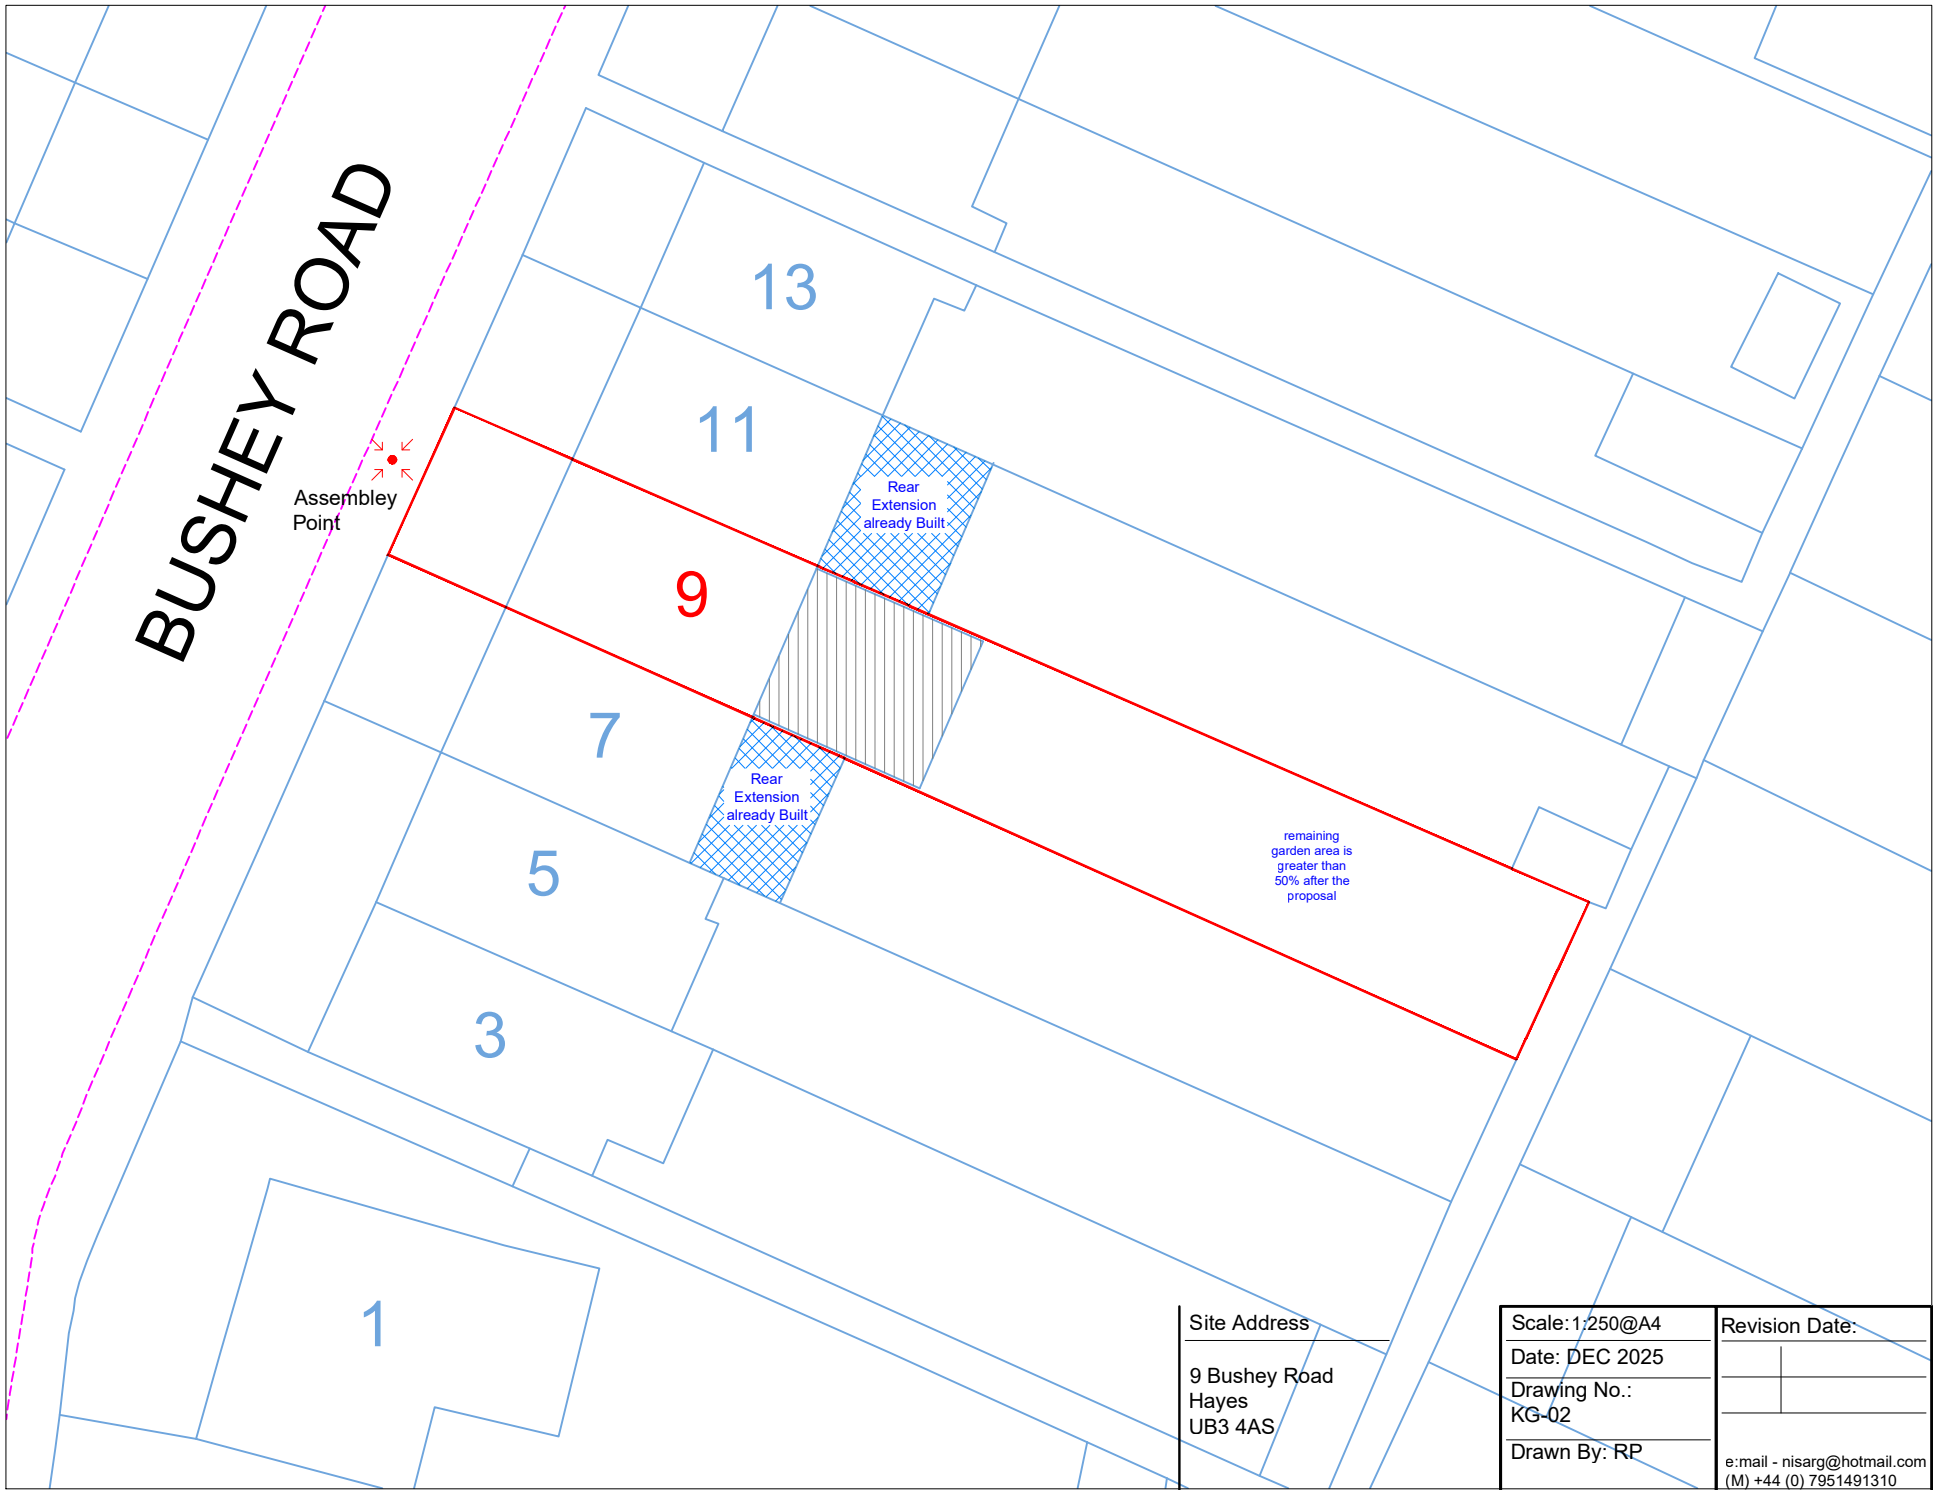 BUSHEY ROAD
13
11
Rear
Extension
already Built
Assembley
Point
9
7
Rear
Extension
already Built
remaining
garden area is
greater than
50% after the
proposal
5
3
1
Site Address
9 Bushey Road
Hayes
UB3 4AS
Scale:1:250@A4
Date: DEC 2025
Drawing No.:
KG-02
Drawn By: RP
Revision Date:
e:mail - nisarg@hotmail.com
(M) +44 (0) 7951491310